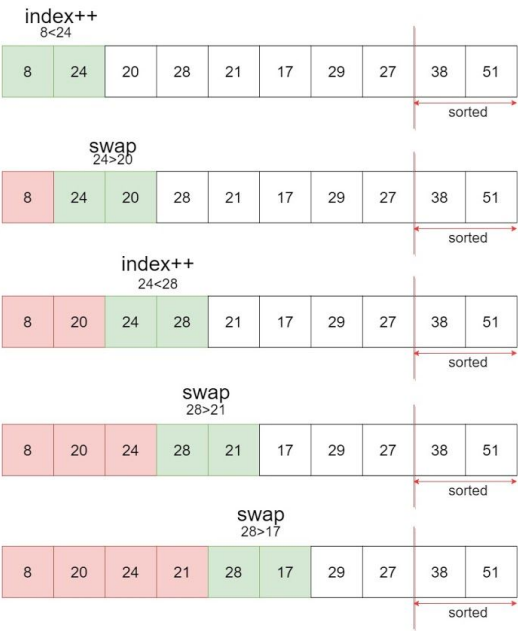 index++
8<24
8 24 20 28 21 17 29 27 38 51
sorted
swap
24>20
8 24 20 28 21 17 29 27 38 51
sorted
index++
24<28
8 20 24 28 21 17 29 27 38 51
sorted
swap
28>21
8 20 24 28 21 17 29 27 38 51
sorted
swap
28>17
8 20 24 21 28 17 29 27 38 51
sorted